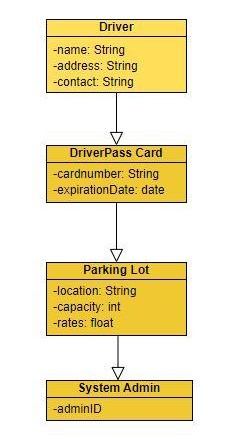 Driver
-name: String
-address: String
-contact: String
DriverPass Card
-cardnumber: String
-expirationDate: date
Parking Lot
-location: String
-capacity: int
-rates: float
System Admin
-adminID